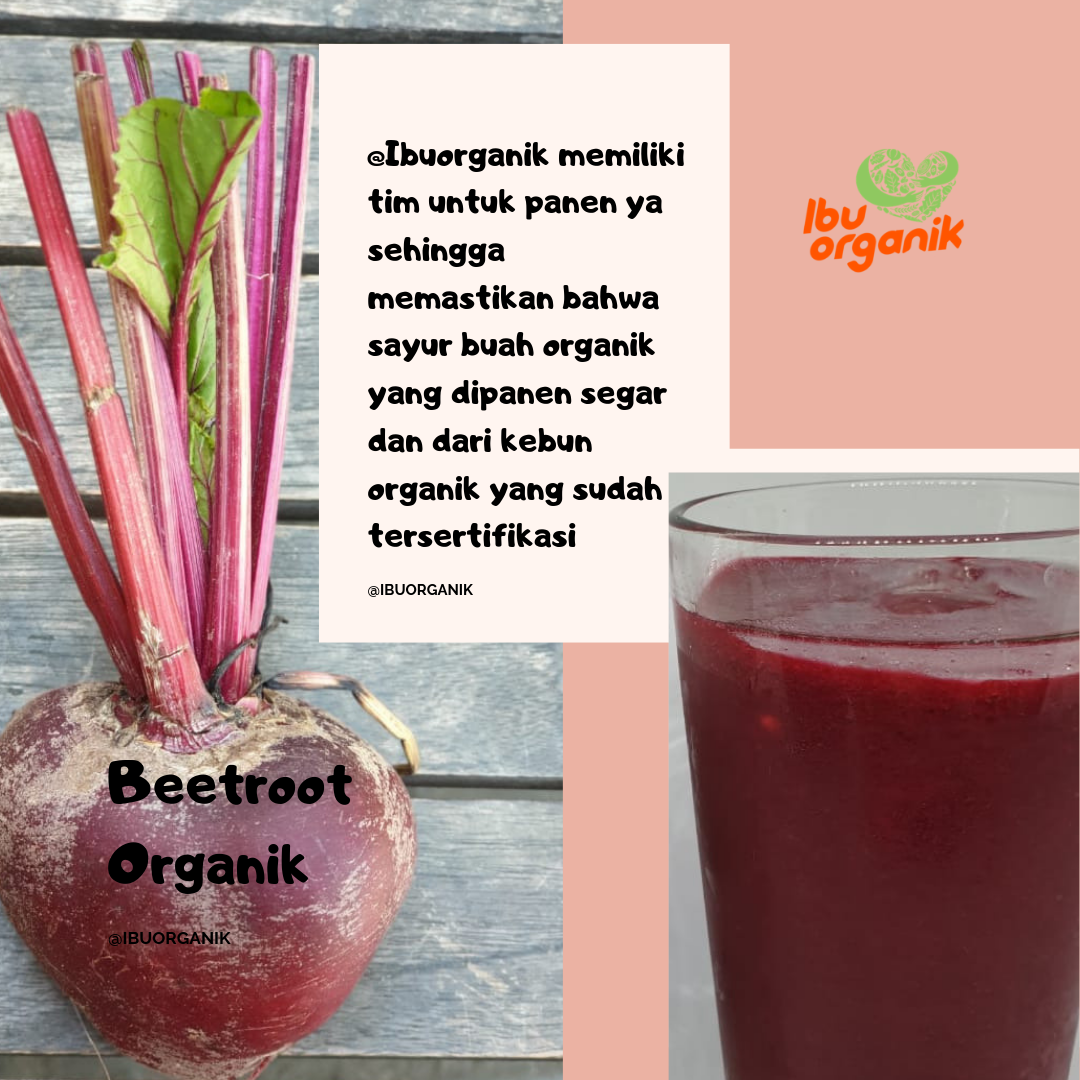 @Ibuorganik memiliki
tim untuk panen ya
sehingga
memastikan bahwa
sayur buah organik
yang dipanen segar
dan dari kebun
organik yang sudah
tersertifikasi
@IBUORGANIK
Ibu
organik
Beetroot
Organik
@IBUORGANIK